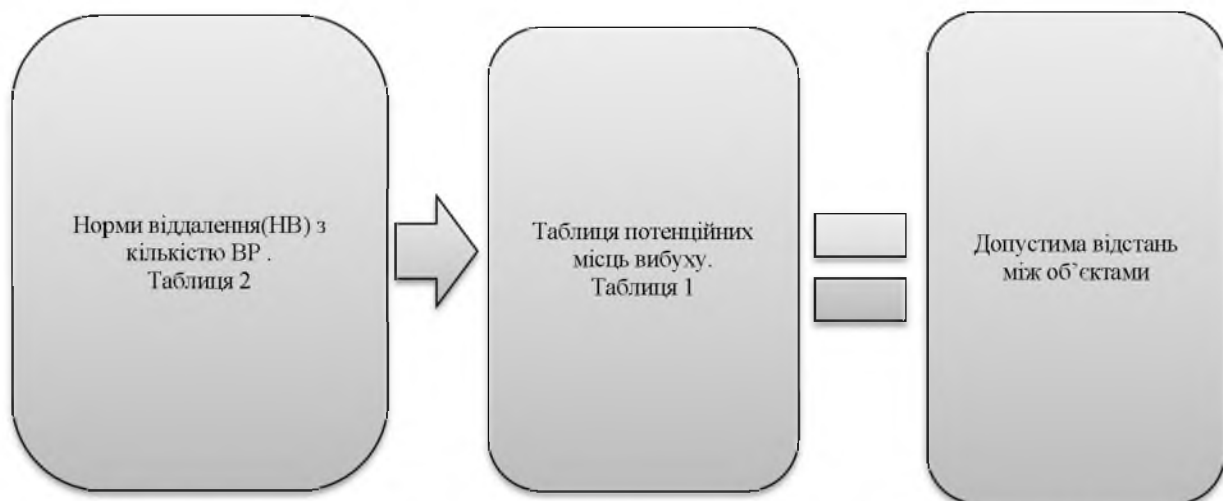 Норми віддалення(НВ) з
кількістю ВР .
Таблиця 2
Таблиця потенційних
місць вибуху.
Таблиця 1
Допустима відстань
між об’єктами